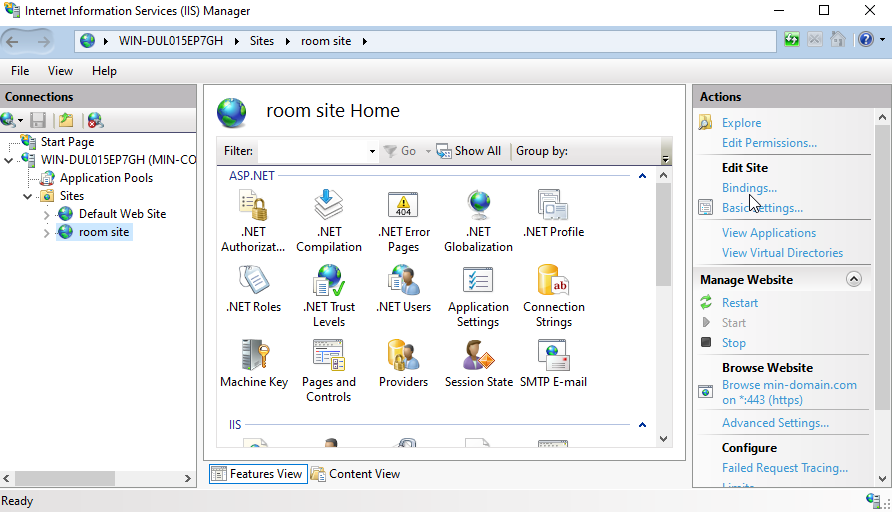 Internet Information Services (IIS) Manager
WIN-DUL015EP7GH
Sites
room site
File
View
Help
Connections
Start Page
WIN-DUL015EP7GH (MIN-CO
Application Pools
Sites
Default Web Site
room site
room site Home
Filter:
Go
Show All
Group by:
ASP.NET
.NET
Authorizat...
.NET
Compilation
404
.NET Error
Pages
.NET
Globalization
.NET Profile
.NET Roles
.NET Trust
Levels
.NET Users
Application
Settings
ab
Connection
Strings
Machine Key
Pages and
Controls
Providers
Session State
SMTP E-mail
IIS
Features View
Content View
Actions
Explore
Edit Permissions...
Edit Site
Bindings...
Basic Settings...
View Applications
View Virtual Directories
Manage Website
Restart
Start
Stop
Browse Website
Browse min-domain.com
on *:443 (https)
Advanced Settings...
Configure
Failed Request Tracing...
Limits...
Ready